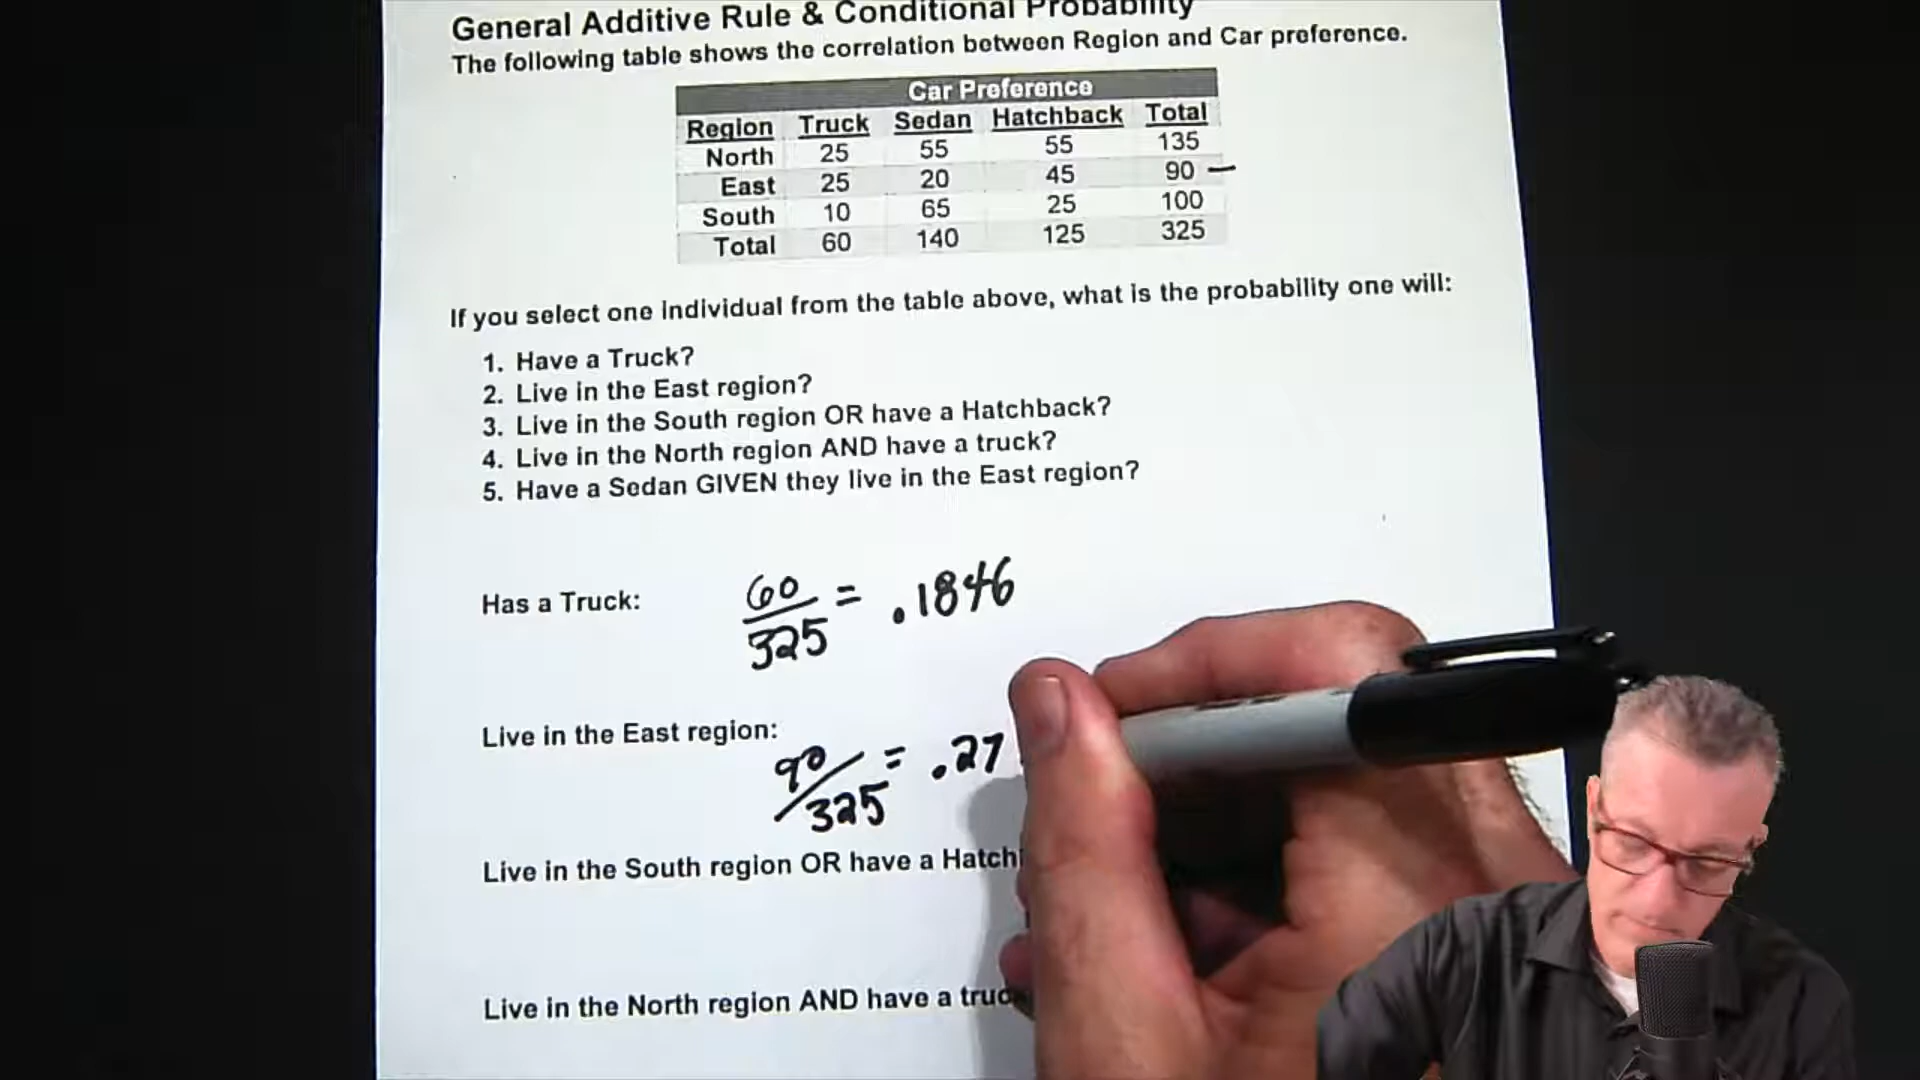 General Additive Rule & Conditional Probability
The following table shows the correlation between Region and Car preference.
Car Preference
Region Truck Sedan Hatchback Total
North 25 55 55 135
East 25 20 45 90 —
South 10 65 25 100
Total 60 140 125 325
If you select one individual from the table above, what is the probability one will:
1. Have a Truck?
2. Live in the East region?
3. Live in the South region OR have a Hatchback?
4. Live in the North region AND have a truck?
5. Have a Sedan GIVEN they live in the East region?
Has a Truck: 60/325 = .1846
Live in the East region: 90/325 = .27
Live in the South region OR have a Hatch
Live in the North region AND have a truc